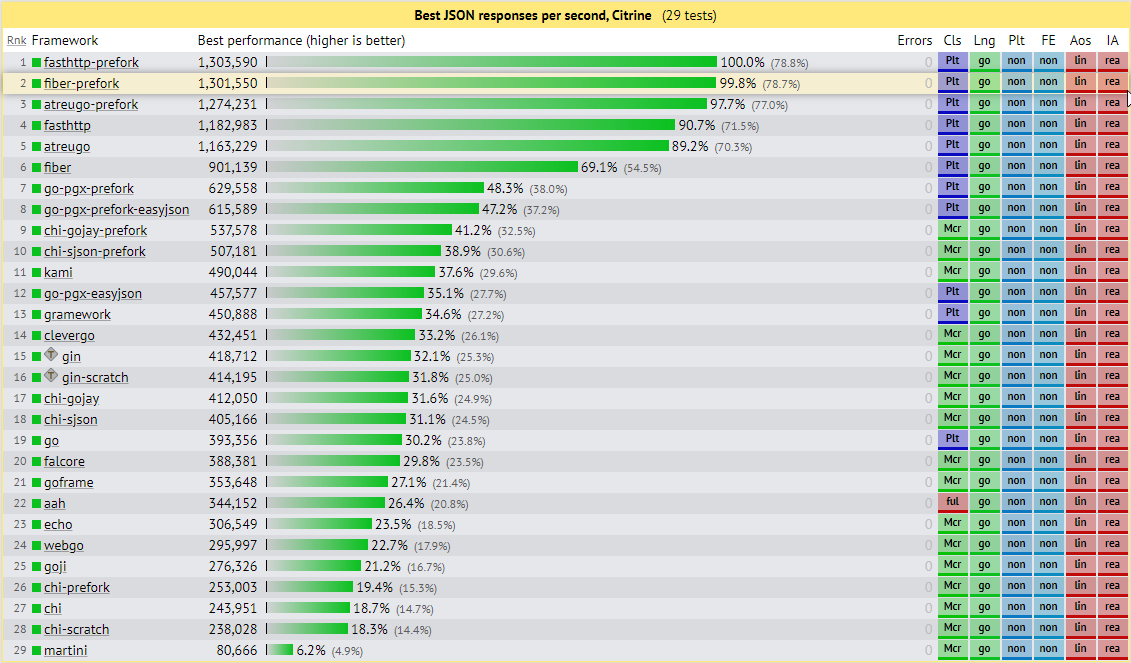 Best JSON responses per second, Citrine (29 tests)
Rnk Framework Best performance (higher is better) Errors Cls Lng Plt FE Aos IA
1 fasthttp-prefork 1,303,590 100.0% (78.8%) 0 Plt go non non lin rea
2 fiber-prefork 1,301,550 99.8% (78.7%) 0 Plt go non non lin rea
3 atreugo-prefork 1,274,231 97.7% (77.0%) 0 Plt go non non lin rea
4 fasthttp 1,182,983 90.7% (71.5%) 0 Plt go non non lin rea
5 atreugo 1,163,229 89.2% (70.3%) 0 Plt go non non lin rea
6 fiber 901,139 69.1% (54.5%) 0 Plt go non non lin rea
7 go-pgx-prefork 629,558 48.3% (38.0%) 0 Plt go non non lin rea
8 go-pgx-prefork-easyjson 615,589 47.2% (37.2%) 0 Plt go non non lin rea
9 chi-gojay-prefork 537,578 41.2% (32.5%) 0 Mcr go non non lin rea
10 chi-sjson-prefork 507,181 38.9% (30.6%) 0 Mcr go non non lin rea
11 kami 490,044 37.6% (29.6%) 0 Mcr go non non lin rea
12 go-pgx-easyjson 457,577 35.1% (27.7%) 0 Plt go non non lin rea
13 gramework 450,888 34.6% (27.2%) 0 Plt go non non lin rea
14 clevergo 432,451 33.2% (26.1%) 0 Mcr go non non lin rea
15 T gin 418,712 32.1% (25.3%) 0 Mcr go non non lin rea
16 T gin-scratch 414,195 31.8% (25.0%) 0 Mcr go non non lin rea
17 chi-gojay 412,050 31.6% (24.9%) 0 Mcr go non non lin rea
18 chi-sjson 405,166 31.1% (24.5%) 0 Mcr go non non lin rea
19 go 393,356 30.2% (23.8%) 0 Plt go non non lin rea
20 falcore 388,381 29.8% (23.5%) 0 Mcr go non non lin rea
21 goframe 353,648 27.1% (21.4%) 0 Mcr go non non lin rea
22 aah 344,152 26.4% (20.8%) 0 ful go non non lin rea
23 echo 306,549 23.5% (18.5%) 0 Mcr go non non lin rea
24 webgo 295,997 22.7% (17.9%) 0 Mcr go non non lin rea
25 goji 276,326 21.2% (16.7%) 0 Mcr go non non lin rea
26 chi-prefork 253,003 19.4% (15.3%) 0 Mcr go non non lin rea
27 chi 243,951 18.7% (14.7%) 0 Mcr go non non lin rea
28 chi-scratch 238,028 18.3% (14.4%) 0 Mcr go non non lin rea
29 martini 80,666 6.2% (4.9%) 0 Mcr go non non lin rea